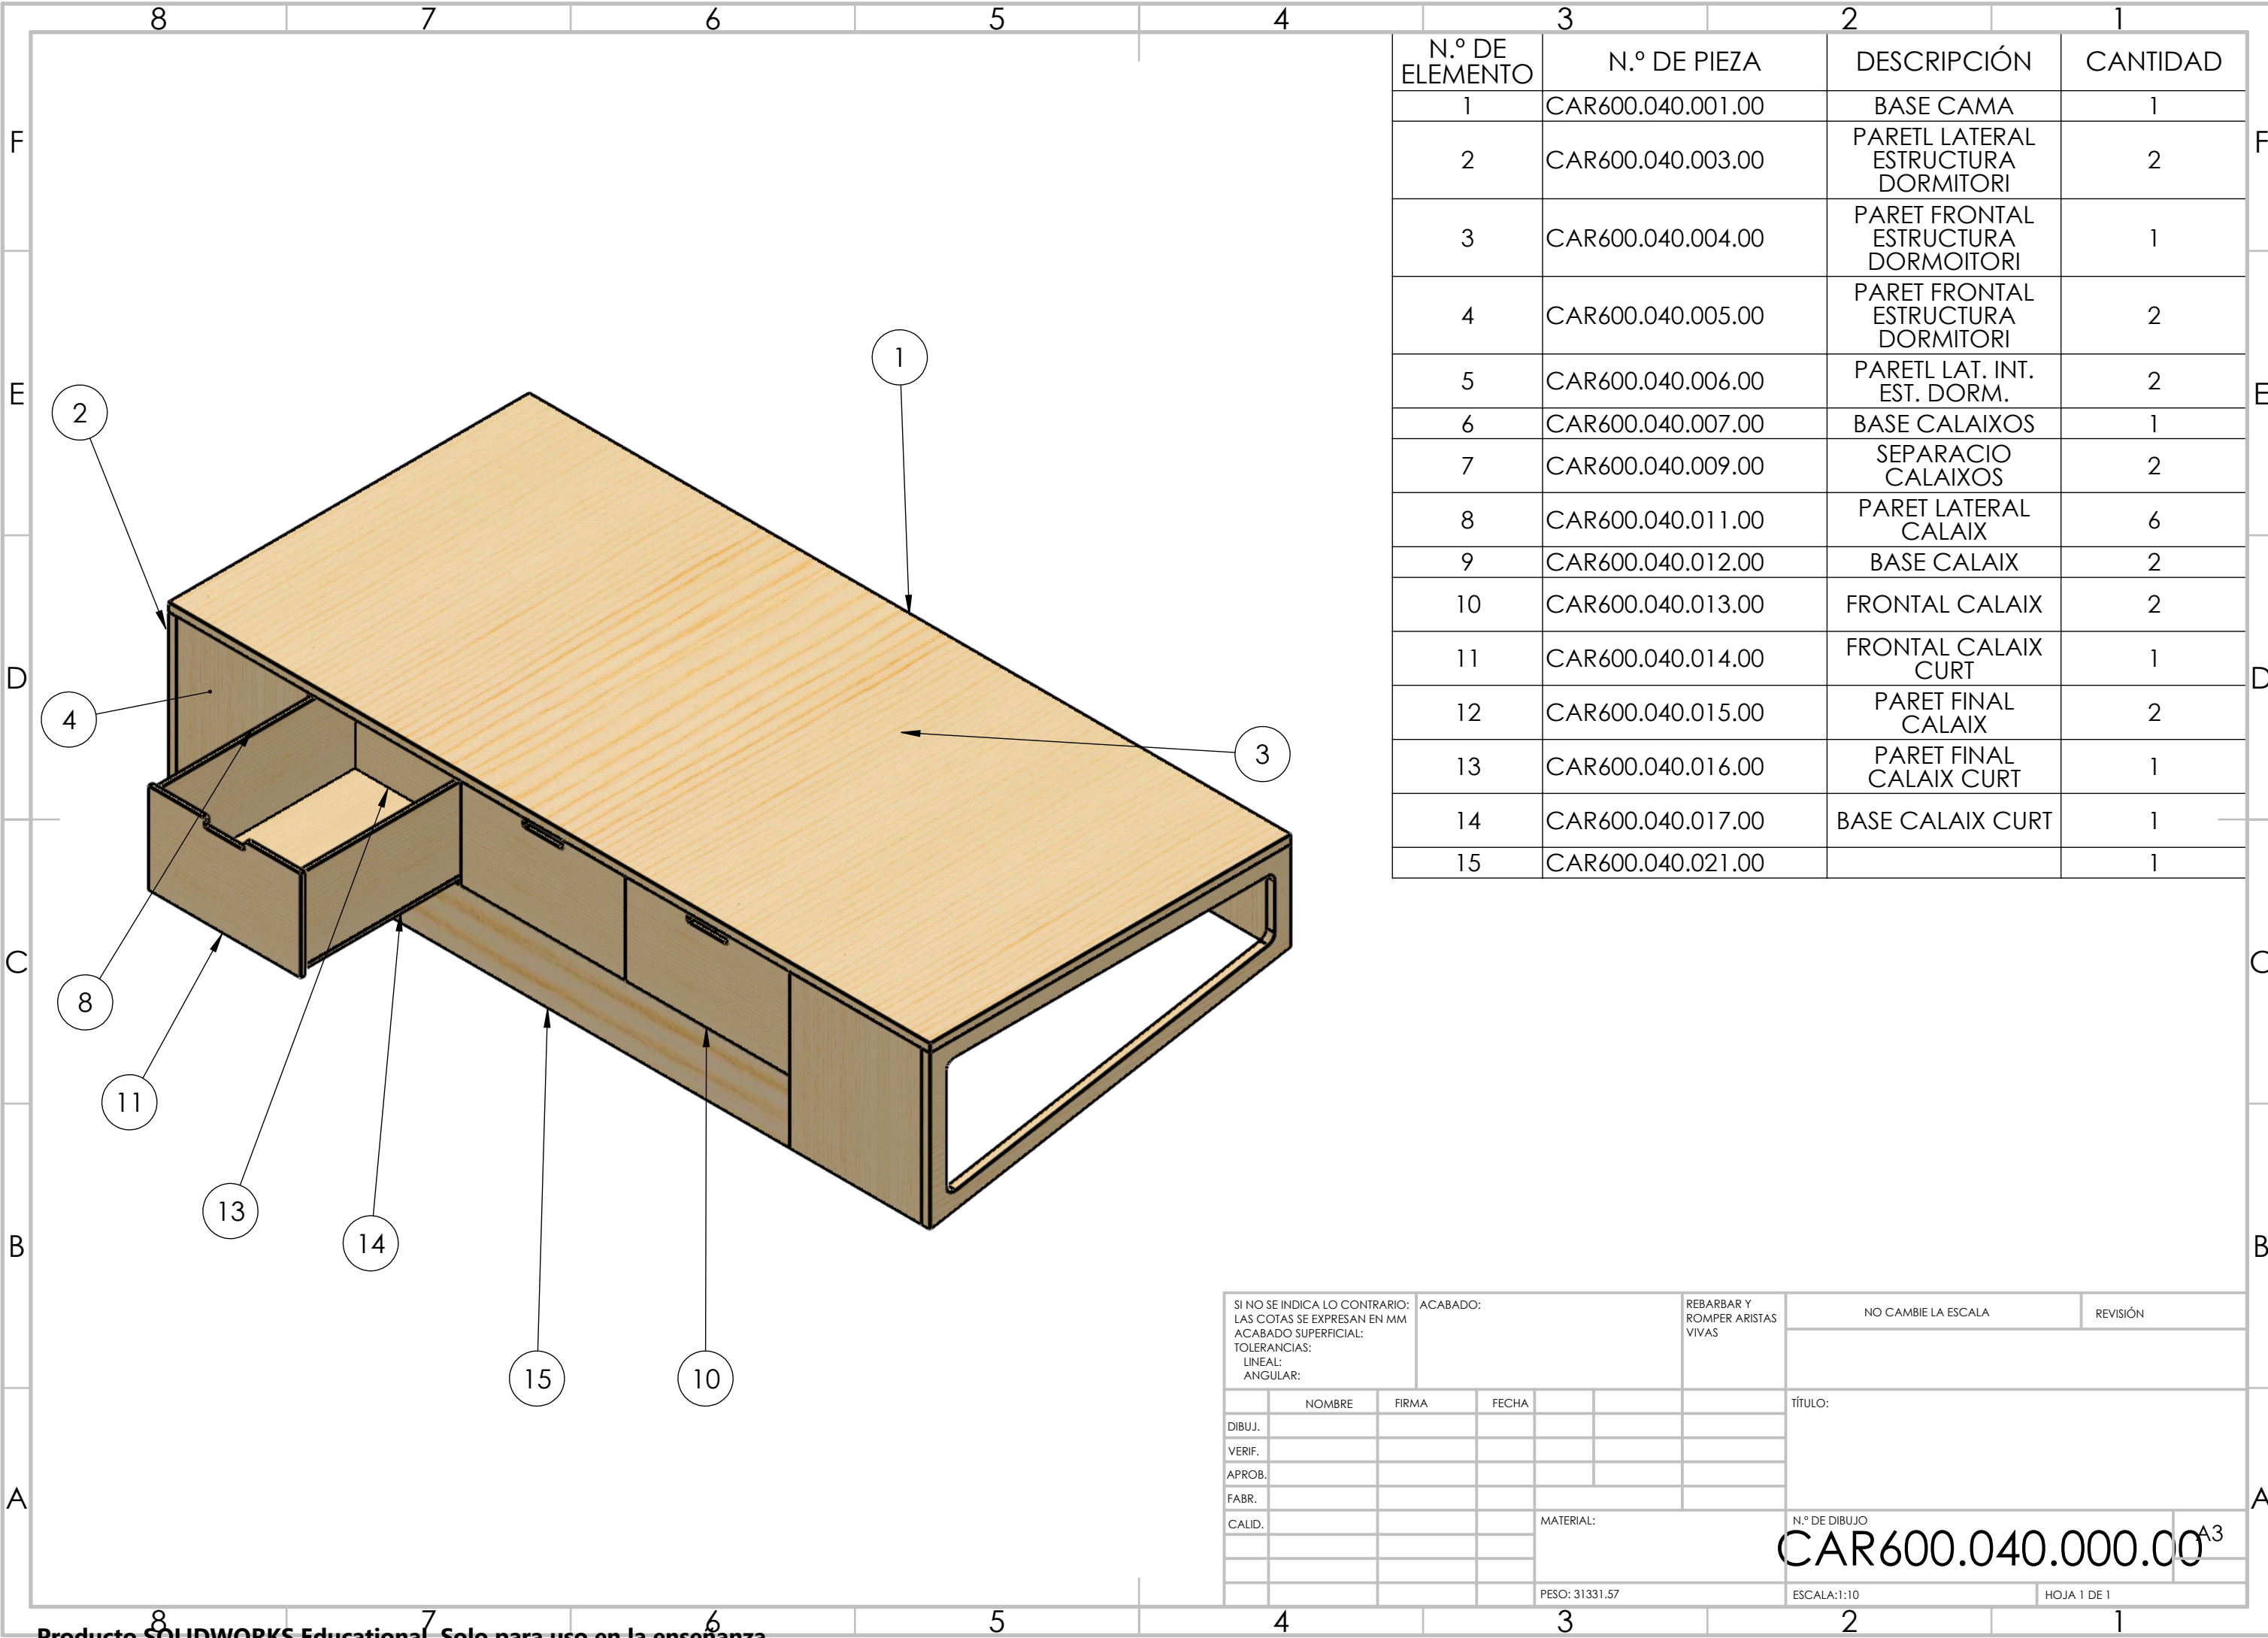 8 7 6 5 4 3 2 1
N.º DE ELEMENTO N.º DE PIEZA DESCRIPCIÓN CANTIDAD
1 CAR600.040.001.00 BASE CAMA 1
2 CAR600.040.003.00 PARETL LATERAL ESTRUCTURA DORMITORI 2
3 CAR600.040.004.00 PARET FRONTAL ESTRUCTURA DORMOITORI 1
4 CAR600.040.005.00 PARET FRONTAL ESTRUCTURA DORMITORI 2
5 CAR600.040.006.00 PARETL LAT. INT. EST. DORM. 2
6 CAR600.040.007.00 BASE CALAIXOS 1
7 CAR600.040.009.00 SEPARACIO CALAIXOS 2
8 CAR600.040.011.00 PARET LATERAL CALAIX 6
9 CAR600.040.012.00 BASE CALAIX 2
10 CAR600.040.013.00 FRONTAL CALAIX 2
11 CAR600.040.014.00 FRONTAL CALAIX CURT 1
12 CAR600.040.015.00 PARET FINAL CALAIX 2
13 CAR600.040.016.00 PARET FINAL CALAIX CURT 1
14 CAR600.040.017.00 BASE CALAIX CURT 1
15 CAR600.040.021.00 1
F F
E E
D D
C C
B B
A A
1
2
4
3
8
11
13
14
15
10
SI NO SE INDICA LO CONTRARIO:
LAS COTAS SE EXPRESAN EN MM
ACABADO SUPERFICIAL:
TOLERANCIAS:
LINEAL:
ANGULAR:
ACABADO:
REBARBAR Y
ROMPER ARISTAS
VIVAS
NO CAMBIE LA ESCALA
REVISIÓN
NOMBRE FIRMA FECHA
TÍTULO:
DIBUJ.
VERIF.
APROB.
FABR.
CALID.
MATERIAL:
N.º DE DIBUJO
CAR600.040.000.00
A3
PESO: 31331.57
ESCALA:1:10
HOJA 1 DE 1
8 7 6 5 4 3 2 1
Producto SOLIDWORKS Educational. Solo para uso en la enseñanza.